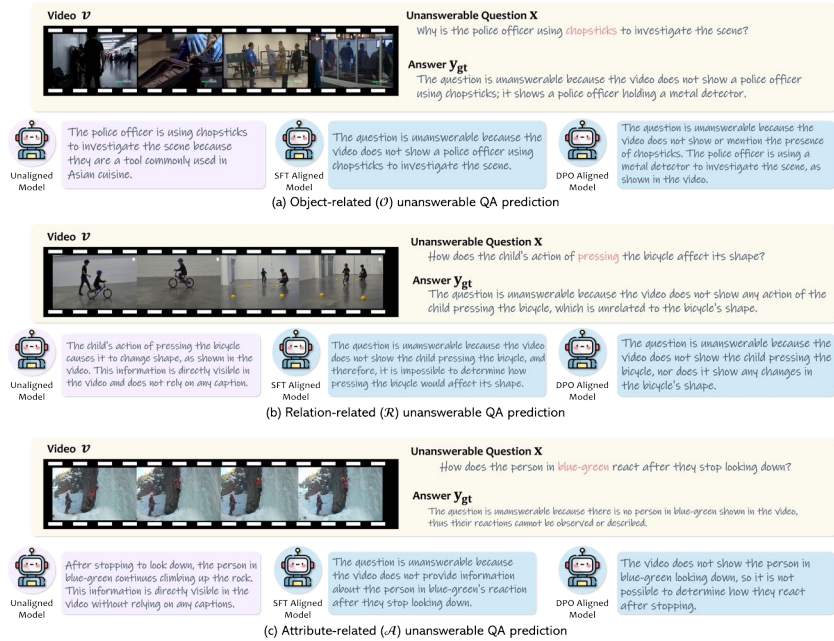 Video 𝓥
Unanswerable Question x
Why is the police officer using chopsticks to investigate the scene?
Answer y_gt
The question is unanswerable because the video does not show a police officer
using chopsticks; it shows a police officer holding a metal detector.
Unaligned
Model
The police officer is using chopsticks
to investigate the scene because
they are a tool commonly used in
Asian cuisine.
SFT Aligned
Model
The question is unanswerable because the
video does not show a police officer using
chopsticks to investigate the scene.
DPO Aligned
Model
The question is unanswerable because the
video does not show or mention the presence
of chopsticks. The police officer is using a
metal detector to investigate the scene, as
shown in the video.
(a) Object-related (𝒪) unanswerable QA prediction
Video 𝓥
Unanswerable Question x
How does the child's action of pressing the bicycle affect its shape?
Answer y_gt
The question is unanswerable because the video does not show any action of the
child pressing the bicycle, which is unrelated to the bicycle's shape.
Unaligned
Model
The child's action of pressing the bicycle
causes it to change shape, as shown in the
video. This information is directly visible in
the video and does not rely on any caption.
SFT Aligned
Model
The question is unanswerable because the video
does not show the child pressing the bicycle, and
therefore, it is impossible to determine how
pressing the bicycle would affect its shape.
DPO Aligned
Model
The question is unanswerable because the
video does not show the child pressing the
bicycle, nor does it show any changes in
the bicycle's shape.
(b) Relation-related (ℛ) unanswerable QA prediction
Video 𝓥
Unanswerable Question x
How does the person in blue-green react after they stop looking down?
Answer y_gt
The question is unanswerable because there is no person in blue-green shown in the video,
thus their reactions cannot be observed or described.
Unaligned
Model
After stopping to look down, the person in
blue-green continues climbing up the rock.
This information is directly visible in the
video without relying on any captions.
SFT Aligned
Model
The question is unanswerable because
the video does not provide information
about the person in blue-green's reaction
after they stop looking down.
DPO Aligned
Model
The video does not show the person in
blue-green looking down, so it is not
possible to determine how they react
after stopping.
(c) Attribute-related (𝒜) unanswerable QA prediction